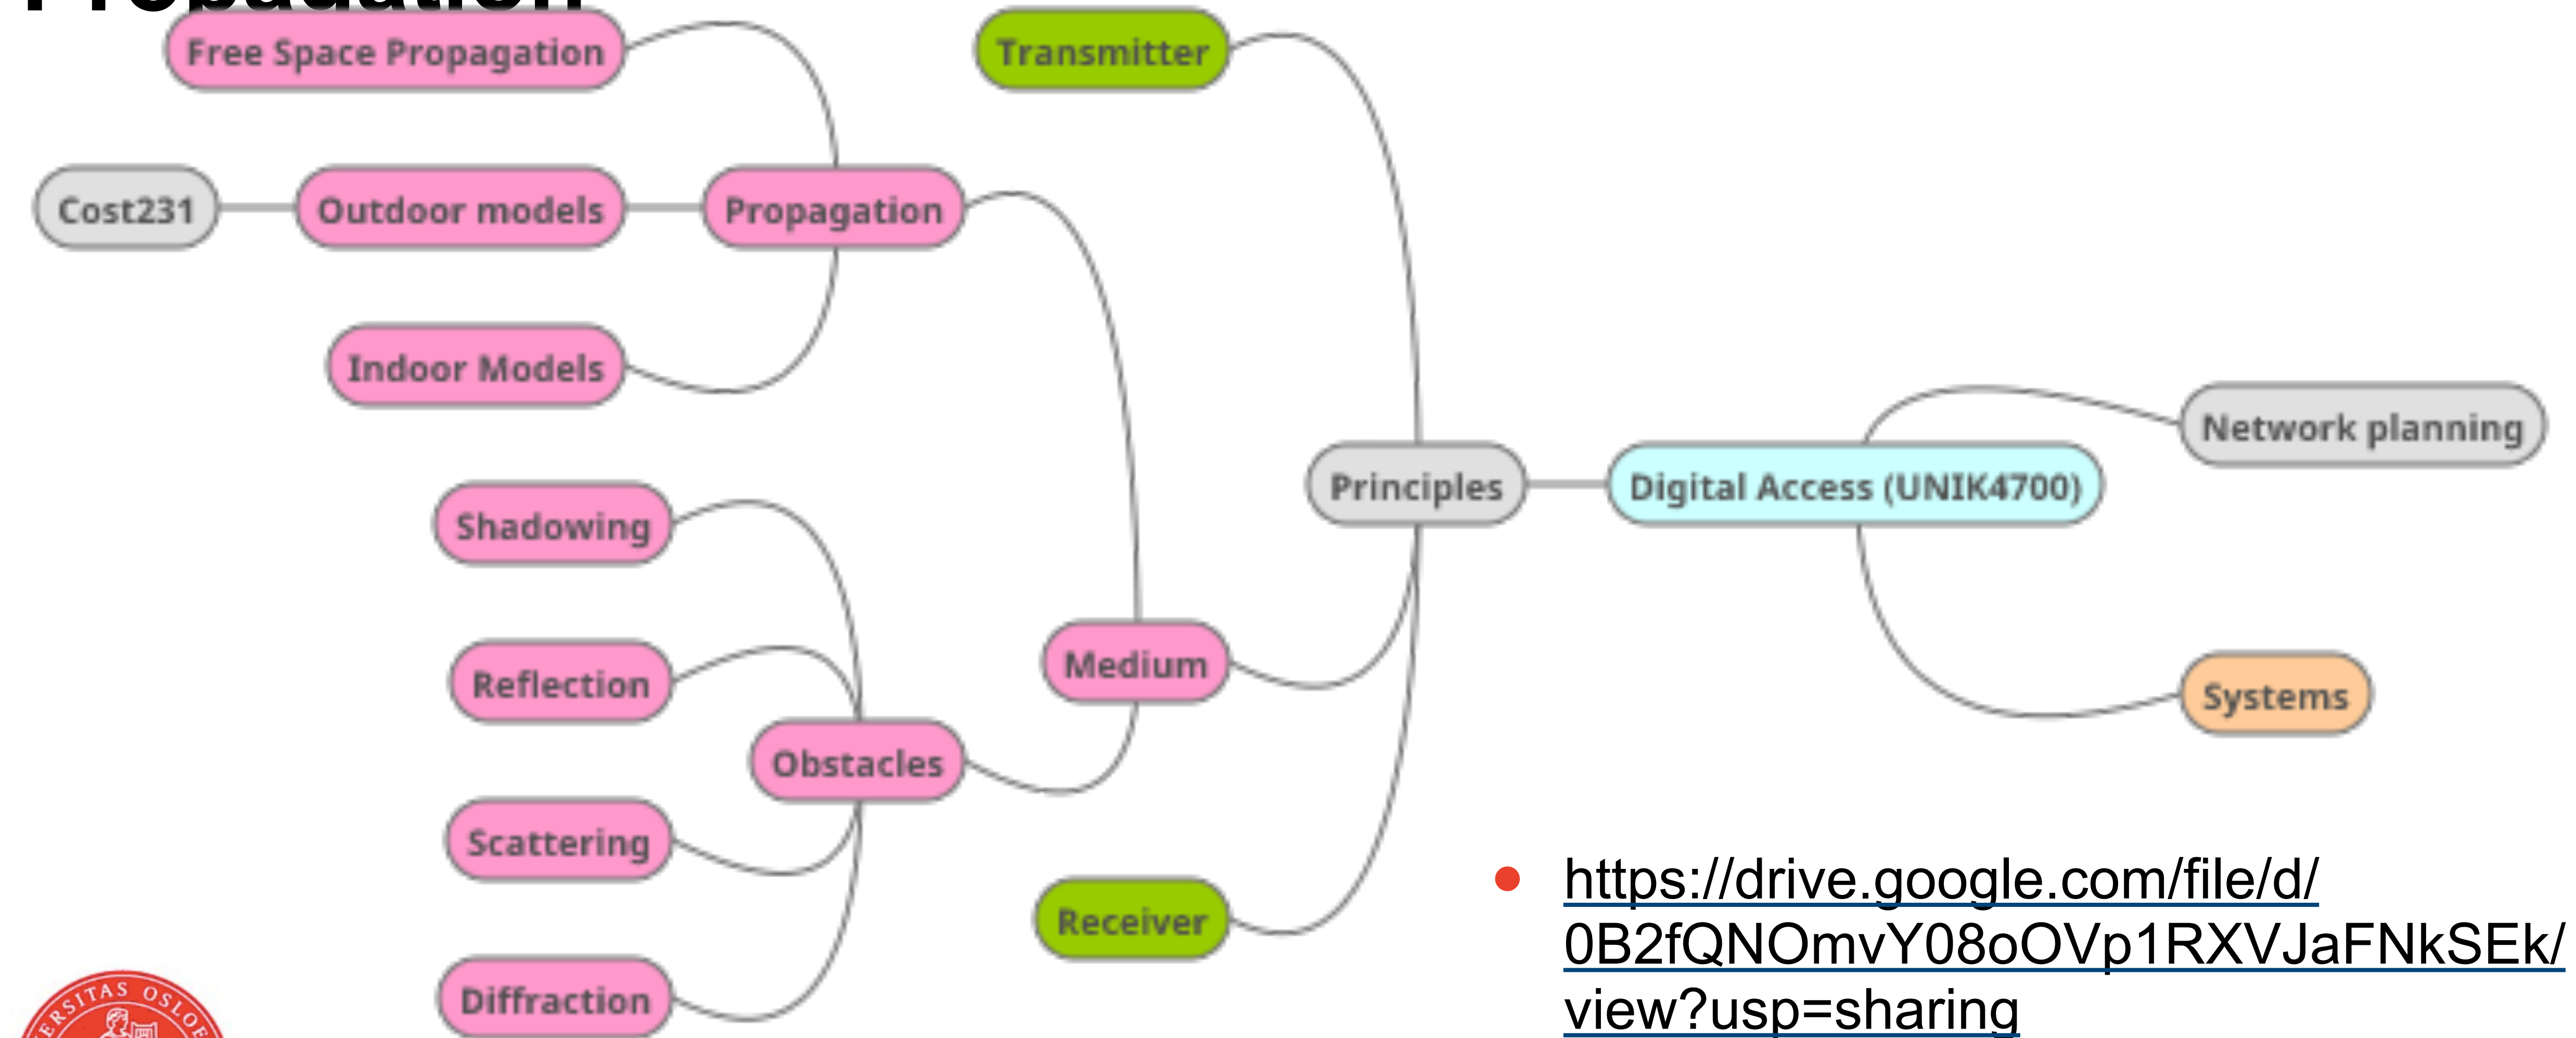 Propagation
Free Space Propagation
Transmitter
Cost231
Outdoor models
Propagation
Indoor Models
Network planning
Principles
Digital Access (UNIK4700)
Shadowing
Reflection
Medium
Systems
Obstacles
Scattering
Receiver
Diffraction
https://drive.google.com/file/d/
0B2fQNOmvY08oOVp1RXVJaFNkSEk/
view?usp=sharing